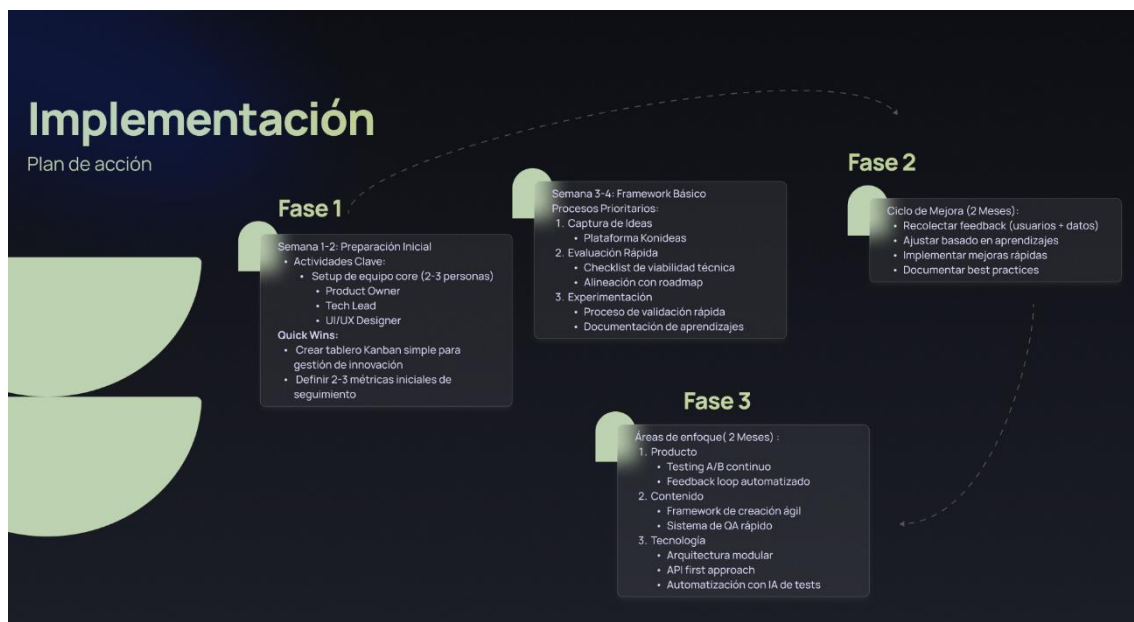 Implementación
Plan de acción
Fase 1
Semana 1-2: Preparación Inicial
• Actividades Clave:
• Setup de equipo core (2-3 personas)
• Product Owner
• Tech Lead
• UI/UX Designer
Quick Wins:
• Crear tablero Kanban simple para
gestión de innovación
• Definir 2-3 métricas iniciales de
seguimiento
Semana 3-4: Framework Básico
Procesos Prioritarios:
1. Captura de Ideas
• Plataforma Konideas
2. Evaluación Rápida
• Checklist de viabilidad técnica
• Alineación con roadmap
3. Experimentación
• Proceso de validación rápida
• Documentación de aprendizajes
Fase 2
Ciclo de Mejora (2 Meses):
• Recolectar feedback (usuarios + datos)
• Ajustar basado en aprendizajes
• Implementar mejoras rápidas
• Documentar best practices
Fase 3
Áreas de enfoque( 2 Meses) :
1. Producto
• Testing A/B continuo
• Feedback loop automatizado
2. Contenido
• Framework de creación ágil
• Sistema de QA rápido
3. Tecnología
• Arquitectura modular
• API first approach
• Automatización con IA de tests